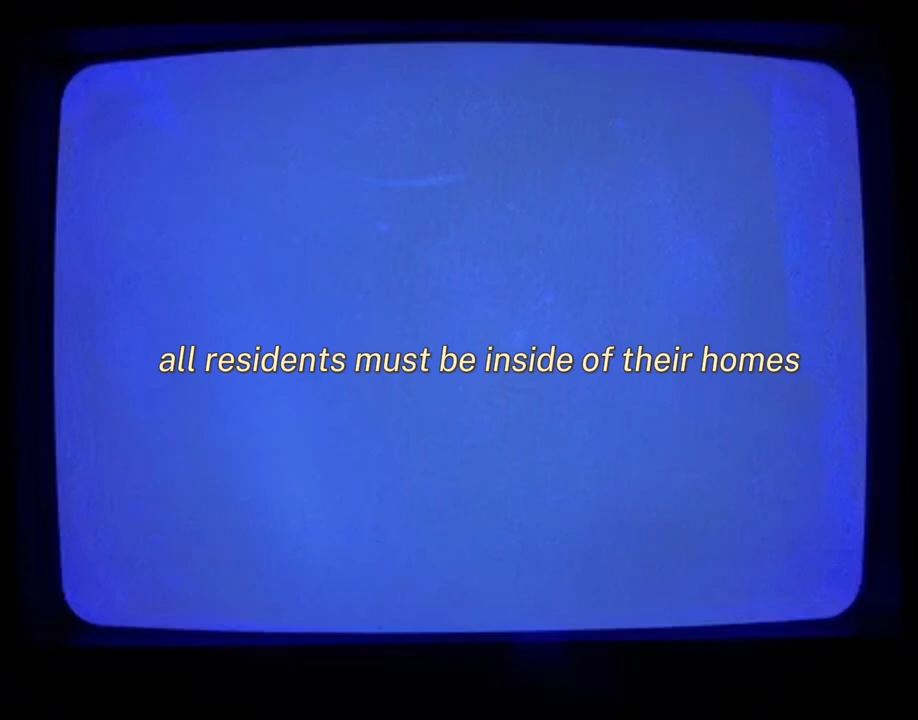 all residents must be inside of their homes